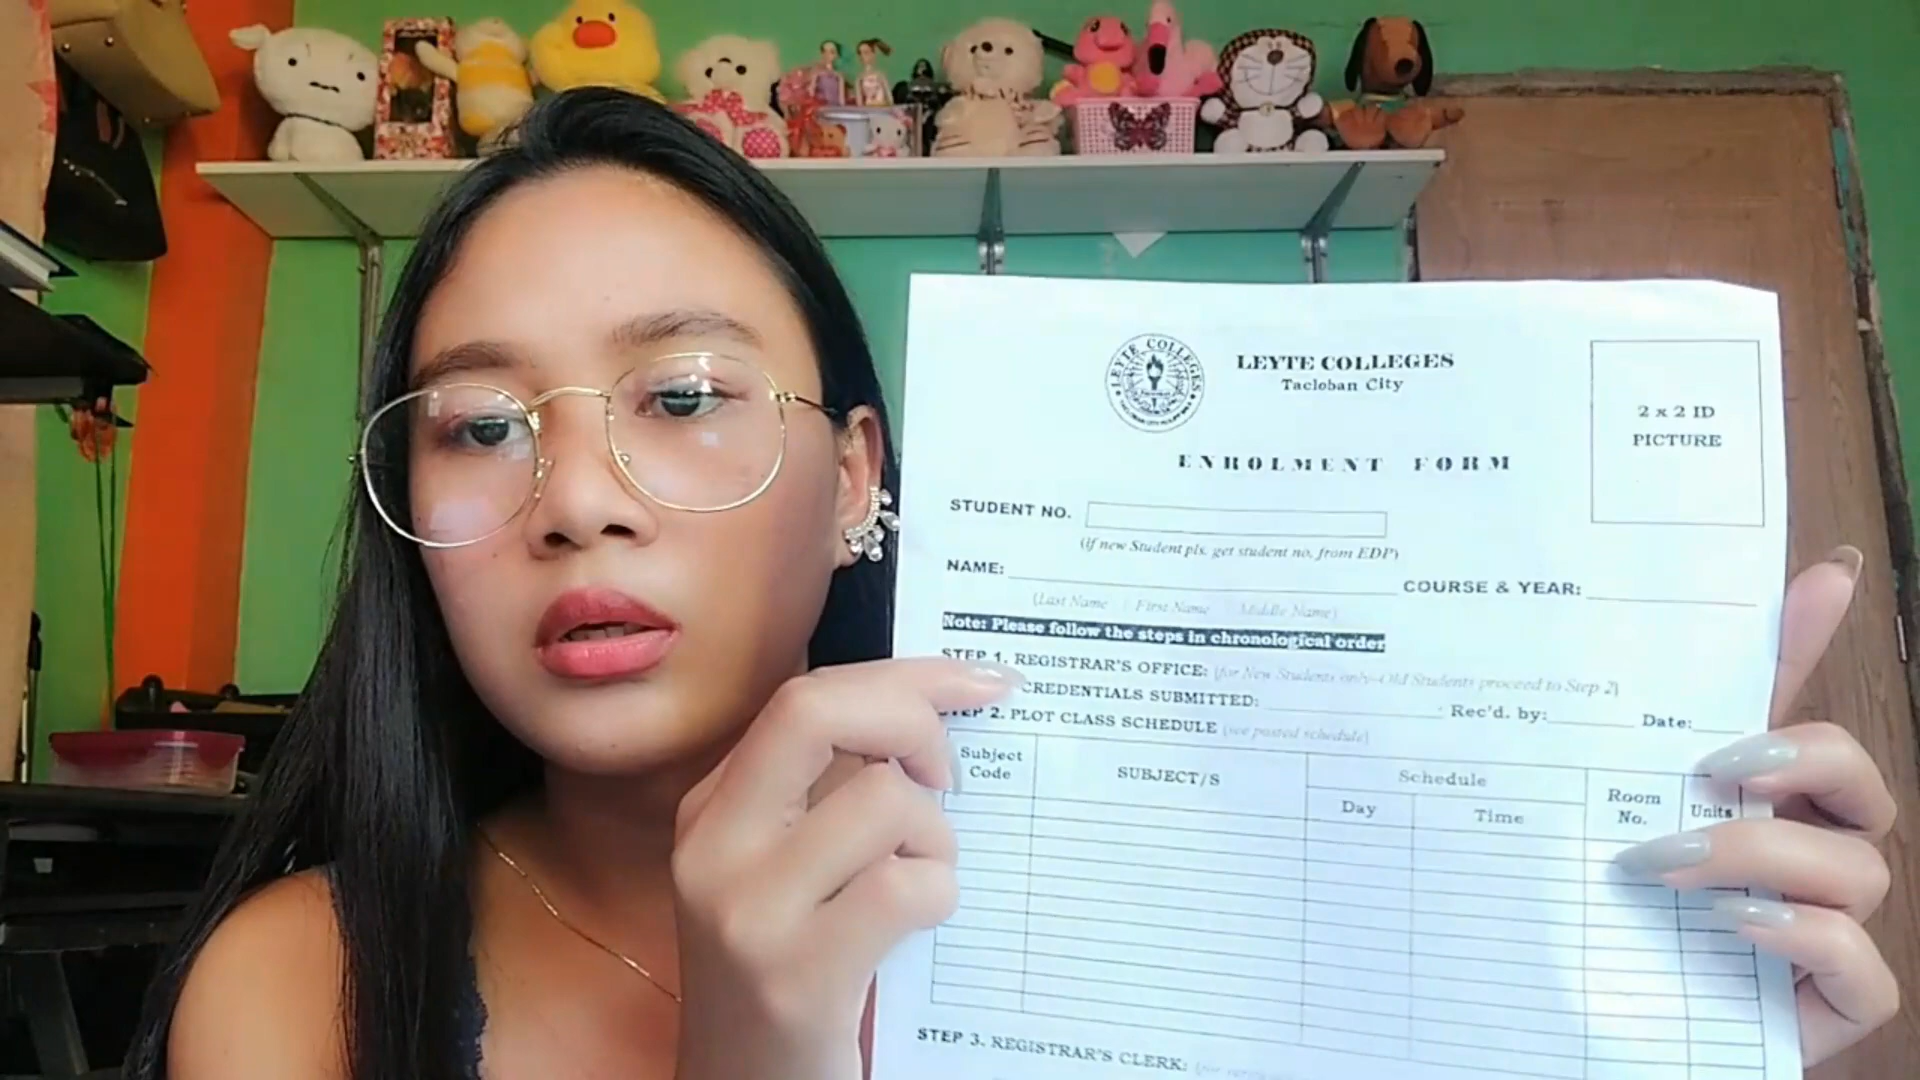 LEYTE COLLEGES
LEYTE COLLEGES
Tacloban City
2 x 2 ID
PICTURE
ENROLMENT FORM
STUDENT NO.
(If new Student pls. get student no. from EDP)
NAME: COURSE & YEAR:
(Last Name / First Name / Middle Name)
Note: Please follow the steps in chronological order
STEP 1. REGISTRAR'S OFFICE: (for New Students only-Old Students proceed to Step 2)
CREDENTIALS SUBMITTED: Rec'd. by: Date:
STEP 2. PLOT CLASS SCHEDULE (see posted schedule)
Subject Code SUBJECT/S Schedule Room No. Units
Day Time
STEP 3. REGISTRAR'S CLERK: